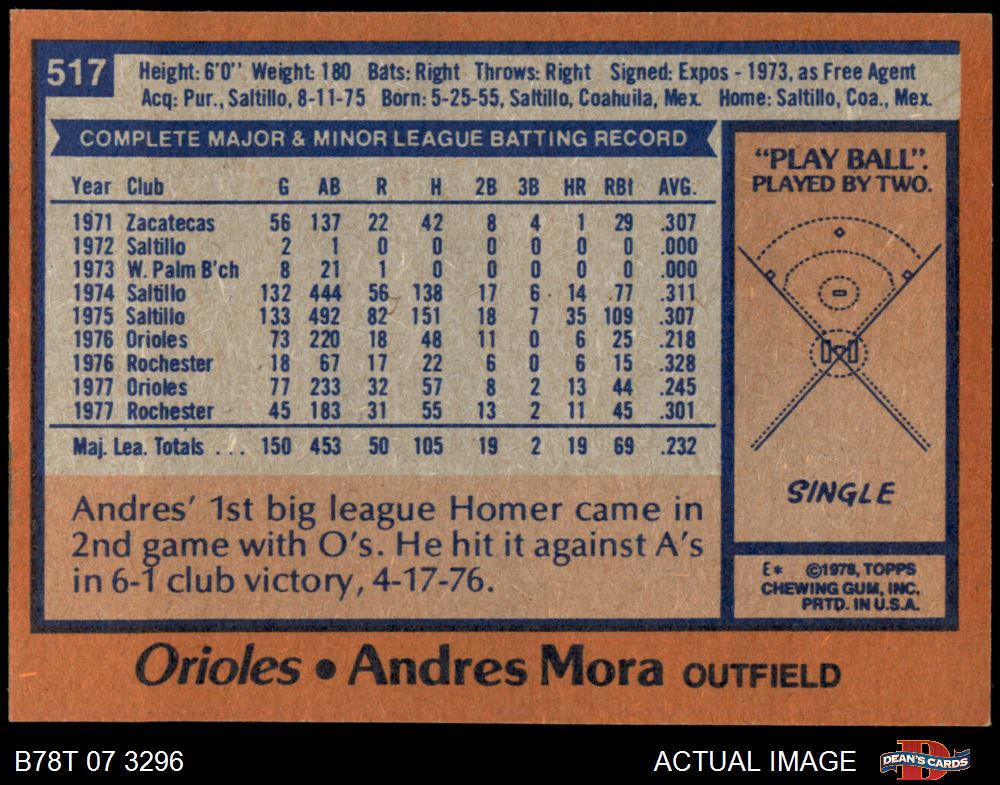 517
Height: 6'0" Weight: 180 Bats: Right Throws: Right Signed: Expos - 1973, as Free Agent
Acq: Pur., Saltillo, 8-11-75 Born: 5-25-55, Saltillo, Coahuila, Mex. Home: Saltillo, Coa., Mex.
COMPLETE MAJOR & MINOR LEAGUE BATTING RECORD
Year Club G AB R H 2B 3B HR RBI AVG.
1971 Zacatecas 56 137 22 42 8 4 1 29 .307
1972 Saltillo 2 1 0 0 0 0 0 0 .000
1973 W. Palm B'ch 8 21 1 0 0 0 0 0 .000
1974 Saltillo 132 444 56 138 17 6 14 77 .311
1975 Saltillo 133 492 82 151 18 7 35 109 .307
1976 Orioles 73 220 18 48 11 0 6 25 .218
1976 Rochester 18 67 17 22 6 0 6 15 .328
1977 Orioles 77 233 32 57 8 2 13 44 .245
1977 Rochester 45 183 31 55 13 2 11 45 .301
Maj. Lea. Totals ... 150 453 50 105 19 2 19 69 .232
Andres' 1st big league Homer came in
2nd game with O's. He hit it against A's
in 6-1 club victory, 4-17-76.
"PLAY BALL".
PLAYED BY TWO.
SINGLE
E* ©1978, TOPPS
CHEWING GUM, INC.
PRTD. IN U.S.A.
Orioles • Andres Mora OUTFIELD
B78T 07 3296
ACTUAL IMAGE
D
DEAN'S CARDS